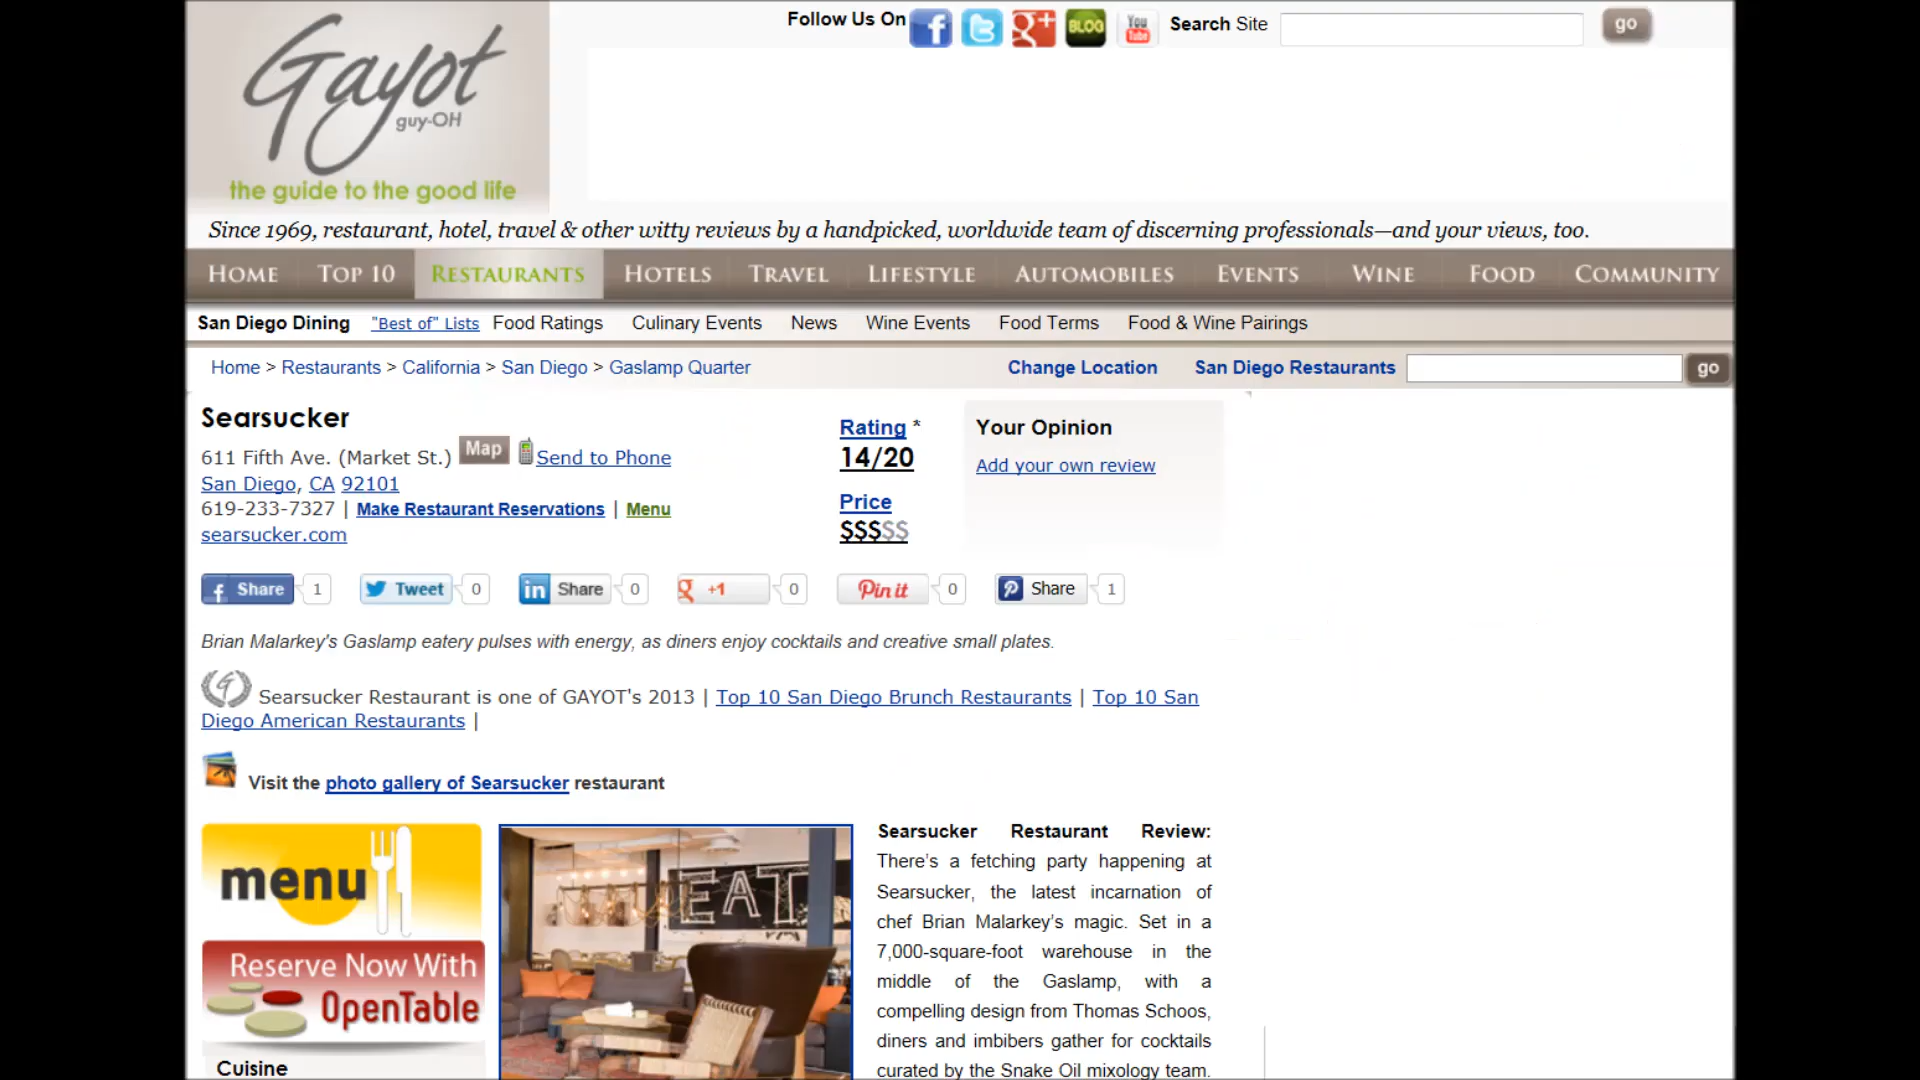 Gayot
guy-OH
the guide to the good life
Follow Us On
BLOG
You Tube
Search Site
go
Since 1969, restaurant, hotel, travel & other witty reviews by a handpicked, worldwide team of discerning professionals—and your views, too.
HOME TOP 10 RESTAURANTS HOTELS TRAVEL LIFESTYLE AUTOMOBILES EVENTS WINE FOOD COMMUNITY
San Diego Dining "Best of" Lists Food Ratings Culinary Events News Wine Events Food Terms Food & Wine Pairings
Home > Restaurants > California > San Diego > Gaslamp Quarter Change Location San Diego Restaurants go
Searsucker
611 Fifth Ave. (Market St.) Map Send to Phone
San Diego, CA 92101
619-233-7327 | Make Restaurant Reservations | Menu
searsucker.com
Rating *
14/20
Price
$$$$$
Your Opinion
Add your own review
f Share 1 Tweet 0 in Share 0 g +1 0 Pin it 0 P Share 1
Brian Malarkey's Gaslamp eatery pulses with energy, as diners enjoy cocktails and creative small plates.
G Searsucker Restaurant is one of GAYOT's 2013 | Top 10 San Diego Brunch Restaurants | Top 10 San
Diego American Restaurants |
Visit the photo gallery of Searsucker restaurant
menu
Reserve Now With
OpenTable
Cuisine
EAT
Searsucker Restaurant Review:
There's a fetching party happening at
Searsucker, the latest incarnation of
chef Brian Malarkey's magic. Set in a
7,000-square-foot warehouse in the
middle of the Gaslamp, with a
compelling design from Thomas Schoos,
diners and imbibers gather for cocktails
curated by the Snake Oil mixology team.